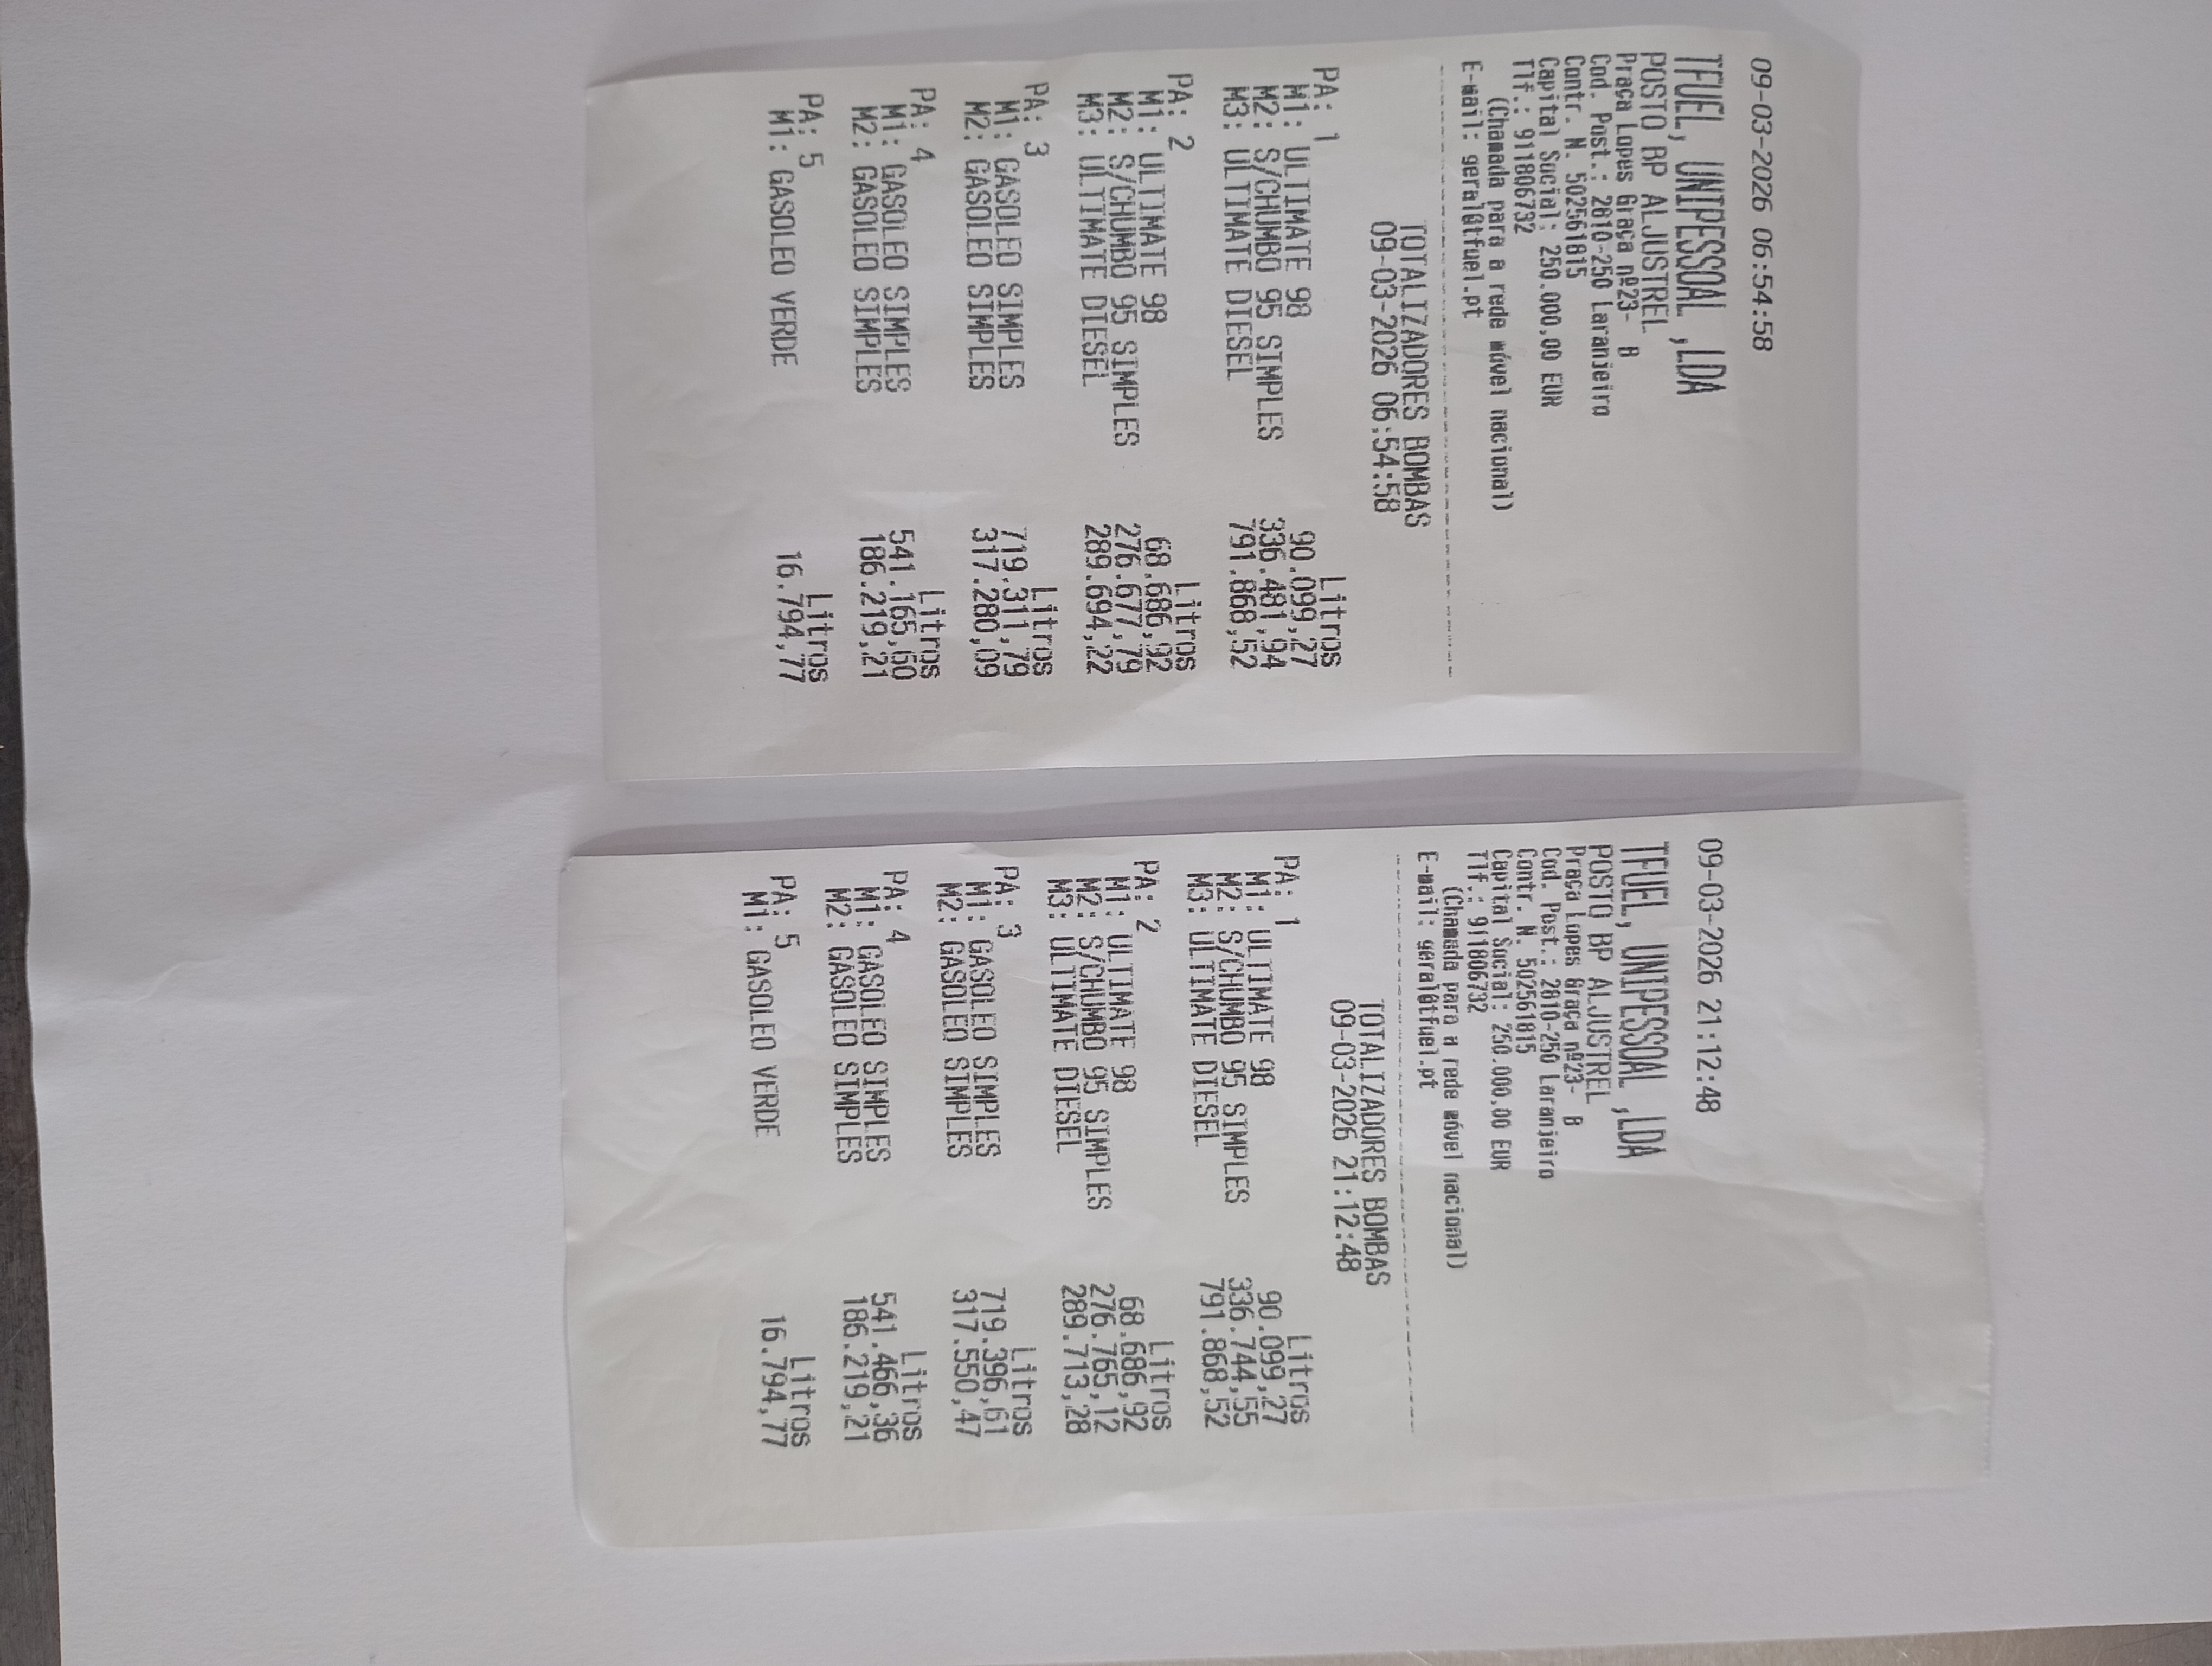 09-03-2026 06:54:58
TFUEL, UNIPESSOAL ,LDA
POSTO BP ALJUSTREL
Praça Lopes Graça nº23- B
Cod. Post.: 2810-250 Laranjeiro
Contr. N. 502561815
Capital Social: 250.000,00 EUR
Tlf.: 911806732
(Chamada para a rede móvel nacional)
E-mail: geral@tfuel.pt
TOTALIZADORES BOMBAS
09-03-2026 06:54:58
PA: 1 Litros
M1: ULTIMATE 98 90.099,27
M2: S/CHUMBO 95 SIMPLES 336.481,94
M3: ULTIMATE DIESEL 791.868,52
PA: 2 Litros
M1: ULTIMATE 98 68.686,92
M2: S/CHUMBO 95 SIMPLES 276.677,79
M3: ULTIMATE DIESEL 289.694,22
PA: 3 Litros
M1: GASOLEO SIMPLES 719.311,79
M2: GASOLEO SIMPLES 317.280,09
PA: 4 Litros
M1: GASOLEO SIMPLES 541.165,60
M2: GASOLEO SIMPLES 186.219,21
PA: 5 Litros
M1: GASOLEO VERDE 16.794,77
09-03-2026 21:12:48
TFUEL, UNIPESSOAL ,LDA
POSTO BP ALJUSTREL
Praça Lopes Graça nº23- B
Cod. Post.: 2810-250 Laranjeiro
Contr. N. 502561815
Capital Social: 250.000,00 EUR
Tlf.: 911806732
(Chamada para a rede móvel nacional)
E-mail: geral@tfuel.pt
TOTALIZADORES BOMBAS
09-03-2026 21:12:48
PA: 1 Litros
M1: ULTIMATE 98 90.099,27
M2: S/CHUMBO 95 SIMPLES 336.744,55
M3: ULTIMATE DIESEL 791.868,52
PA: 2 Litros
M1: ULTIMATE 98 68.686,92
M2: S/CHUMBO 95 SIMPLES 276.765,12
M3: ULTIMATE DIESEL 289.713,28
PA: 3 Litros
M1: GASOLEO SIMPLES 719.396,61
M2: GASOLEO SIMPLES 317.550,47
PA: 4 Litros
M1: GASOLEO SIMPLES 541.466,36
M2: GASOLEO SIMPLES 186.219,21
PA: 5 Litros
M1: GASOLEO VERDE 16.794,77